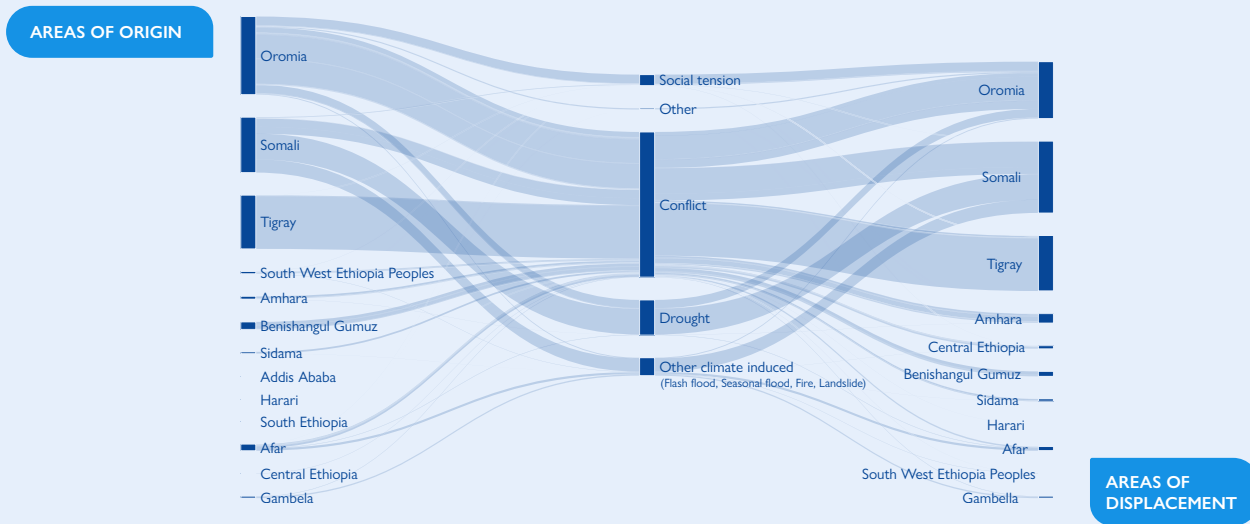 AREAS OF ORIGIN
Oromia
Somali
Tigray
South West Ethiopia Peoples
Amhara
Benishangul Gumuz
Sidama
Addis Ababa
Harari
South Ethiopia
Afar
Central Ethiopia
Gambela
Social tension
Other
Conflict
Drought
Other climate induced
(Flash flood, Seasonal flood, Fire, Landslide)
Oromia
Somali
Tigray
Amhara
Central Ethiopia
Benishangul Gumuz
Sidama
Harari
Afar
South West Ethiopia Peoples
Gambella
AREAS OF
DISPLACEMENT